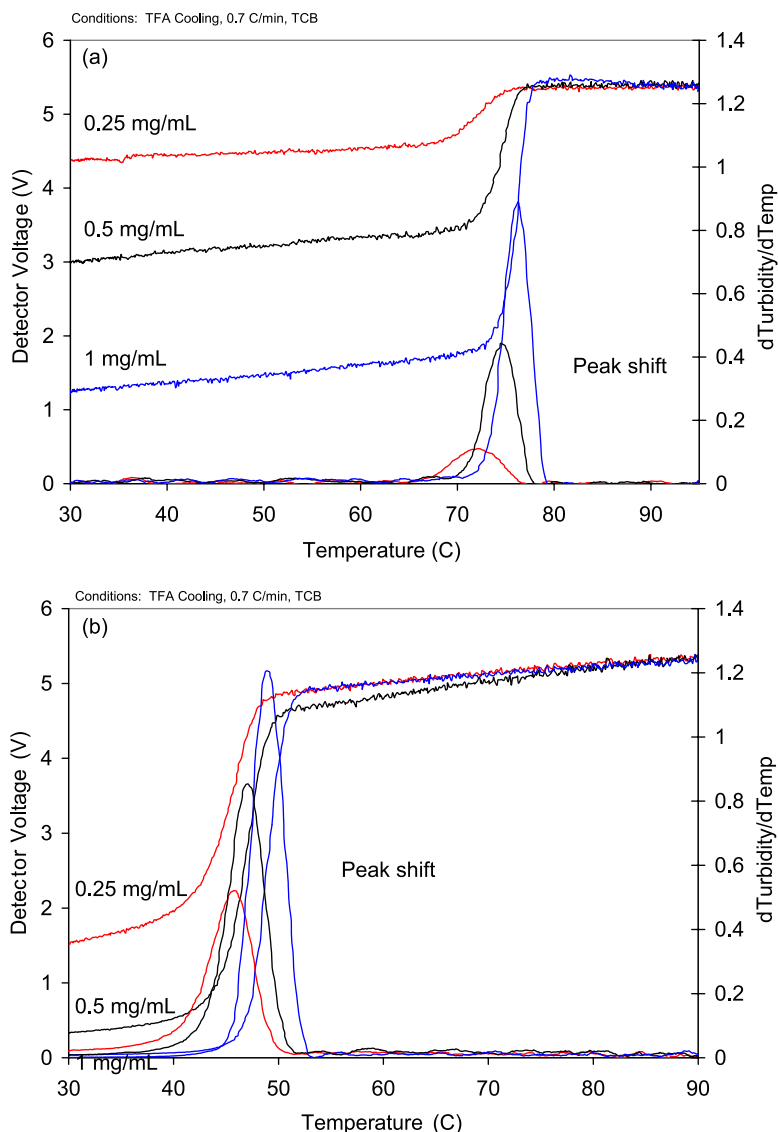 Conditions: TFA Cooling, 0.7 C/min, TCB
(a)
6
5
4
3
2
1
0
Detector Voltage (V)
1.4
1.2
1
0.8
0.6
0.4
0.2
0
dTurbidity/dTemp
0.25 mg/mL
0.5 mg/mL
1 mg/mL
Peak shift
30 40 50 60 70 80 90
Temperature (C)
Conditions: TFA Cooling, 0.7 C/min, TCB
(b)
6
5
4
3
2
1
0
Detector Voltage (V)
1.4
1.2
1
0.8
0.6
0.4
0.2
0
dTurbidity/dTemp
Peak shift
0.25 mg/mL
0.5 mg/mL
1 mg/mL
30 40 50 60 70 80 90
Temperature (C)